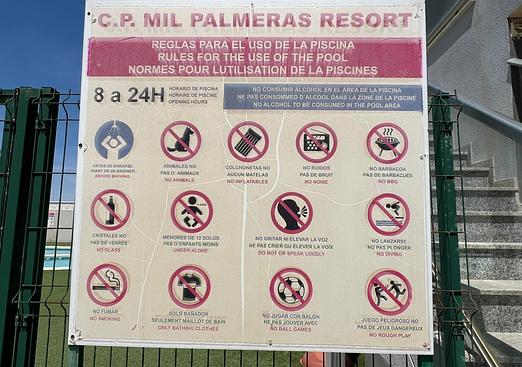 C.P. MIL PALMERAS RESORT
REGLAS PARA EL USO DE LA PISCINA
RULES FOR THE USE OF THE POOL
NORMES POUR LUTILISATION DE LA PISCINES
8 a 24H
HORARIO DE PISCINA
HORAIRE DE PISCINE
OPENING HOURS
NO CONSUMIR ALCOHOL EN EL ÁREA DE LA PISCINA
NE PAS CONSOMMED D'ALCOOL DANS LA ZONE DE LA PISCINE
NO ALCOHOL TO BE CONSUMED IN THE POOL AREA
ANTES DE BAÑARSE
AVANT DE SE BAIGNER
BEFORE BATHING
ANIMALES NO
PAS D' ANIMAUX
NO ANIMALS
COLCHONETAS NO
AUCUN MATELAS
NO INFLATABLES
NO RUIDOS
PAS DE BRUIT
NO NOISE
NO BARBACOA
PAS DE BARBACUES
NO BBQ
CRISTALES NO
PAS DE VERRES
NO GLASS
MENORES DE 12 SOLOS
PAS D'ENFANTS MOINS
UNDER ALONE
NO GRITAR NI ELEVAR LA VOZ
NE PAS CRIER OU ÉLEVER LA VOIX
DO NOT OR SPEAK LOUDLY
NO LANZARSE
NO PAS PLONGER
NO DIVING
NO FUMAR
NO SMOKING
SOLO BAÑADOR
SEULEMENT MAILLOT DE BAIN
ONLY BATHING CLOTHES
NO JUGAR CON BALÓN
NE PAS JOUER AVEC
NO BALL GAMES
JUEGO PELIGROSO NO
PAS DE JEUX DANGEREUX
NO ROUGH PLAY